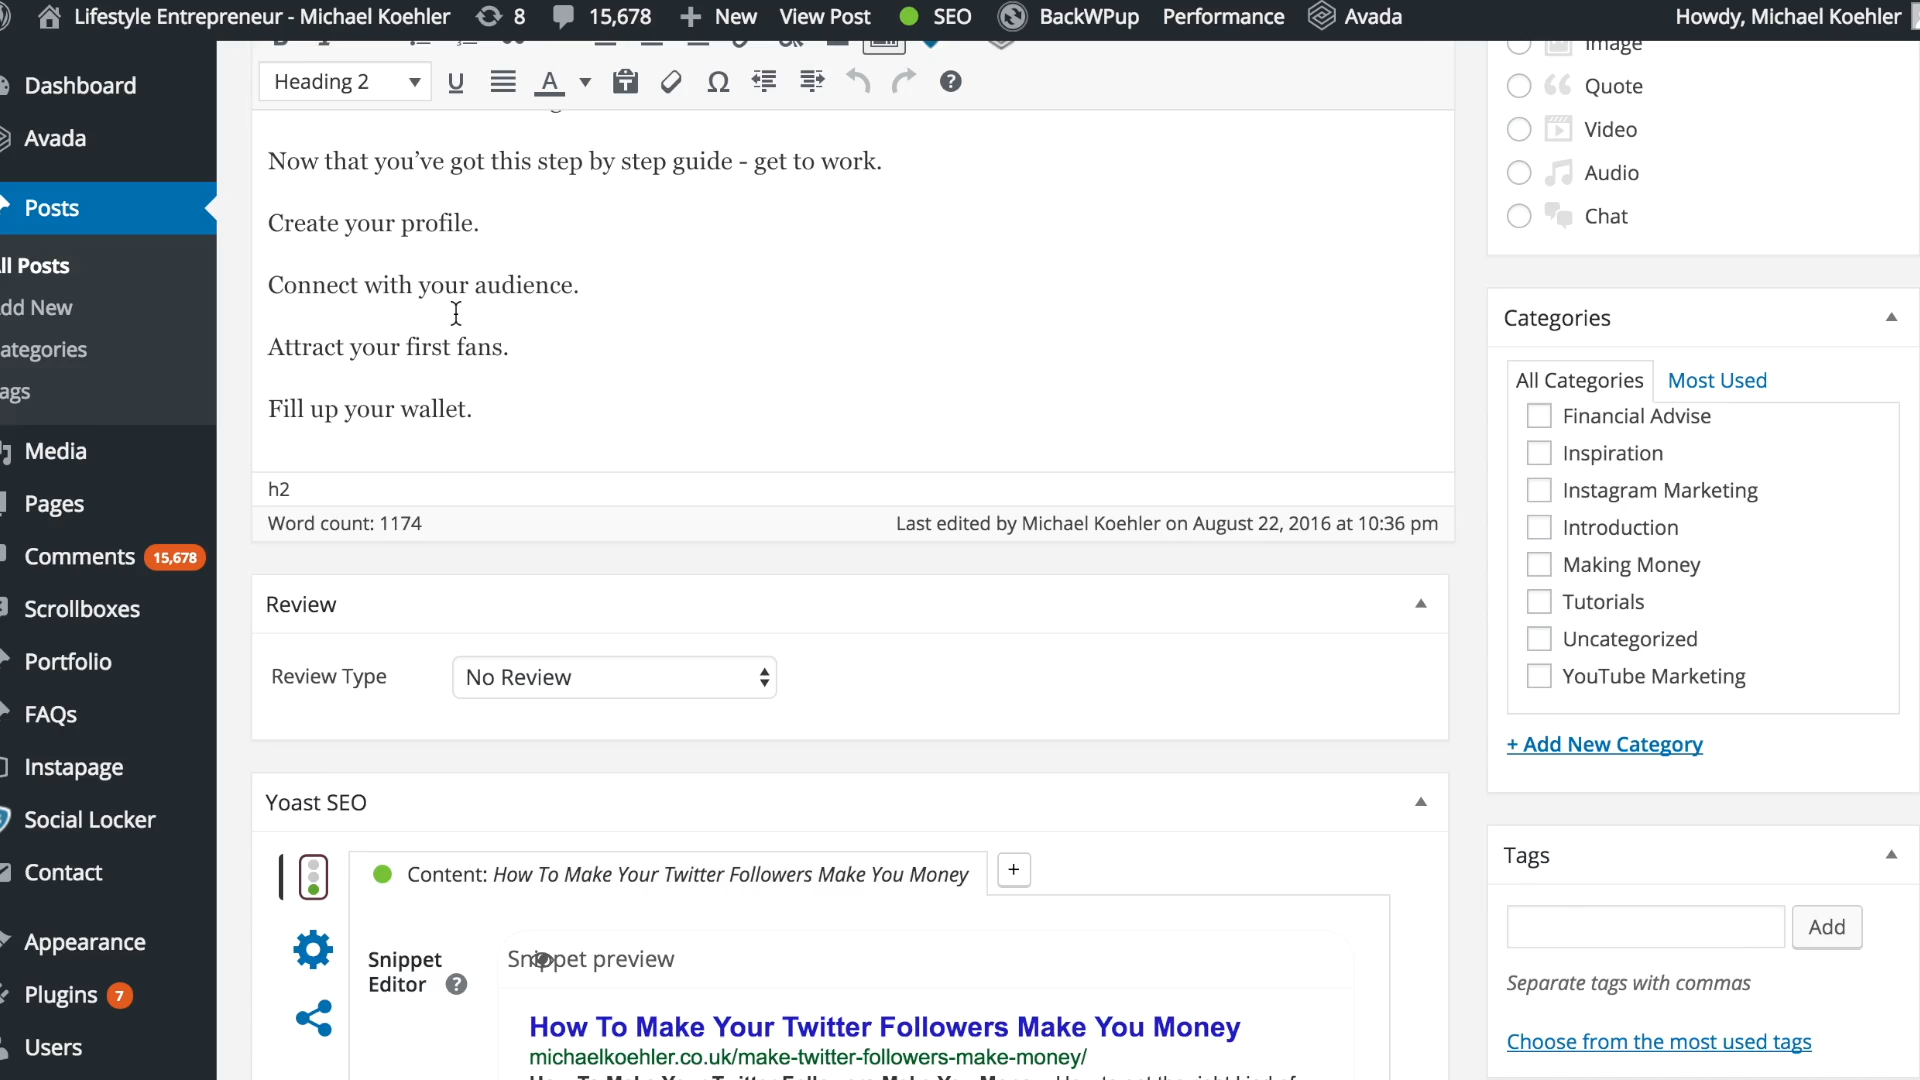 Lifestyle Entrepreneur - Michael Koehler 8 15,678 New View Post SEO BackWPup Performance Avada Howdy, Michael Koehler
Dashboard
Avada
Posts
ll Posts
dd New
ategories
ags
Media
Pages
Comments 15,678
Scrollboxes
Portfolio
FAQs
Instapage
Social Locker
Contact
Appearance
Plugins 7
Users
Heading 2
Now that you've got this step by step guide - get to work.
Create your profile.
Connect with your audience.
Attract your first fans.
Fill up your wallet.
h2
Word count: 1174 Last edited by Michael Koehler on August 22, 2016 at 10:36 pm
Review
Review Type No Review
Yoast SEO
Content: How To Make Your Twitter Followers Make You Money +
Snippet Editor
Snippet preview
How To Make Your Twitter Followers Make You Money
michaelkoehler.co.uk/make-twitter-followers-make-money/
Image
Quote
Video
Audio
Chat
Categories
All Categories Most Used
Financial Advise
Inspiration
Instagram Marketing
Introduction
Making Money
Tutorials
Uncategorized
YouTube Marketing
+ Add New Category
Tags
Add
Separate tags with commas
Choose from the most used tags